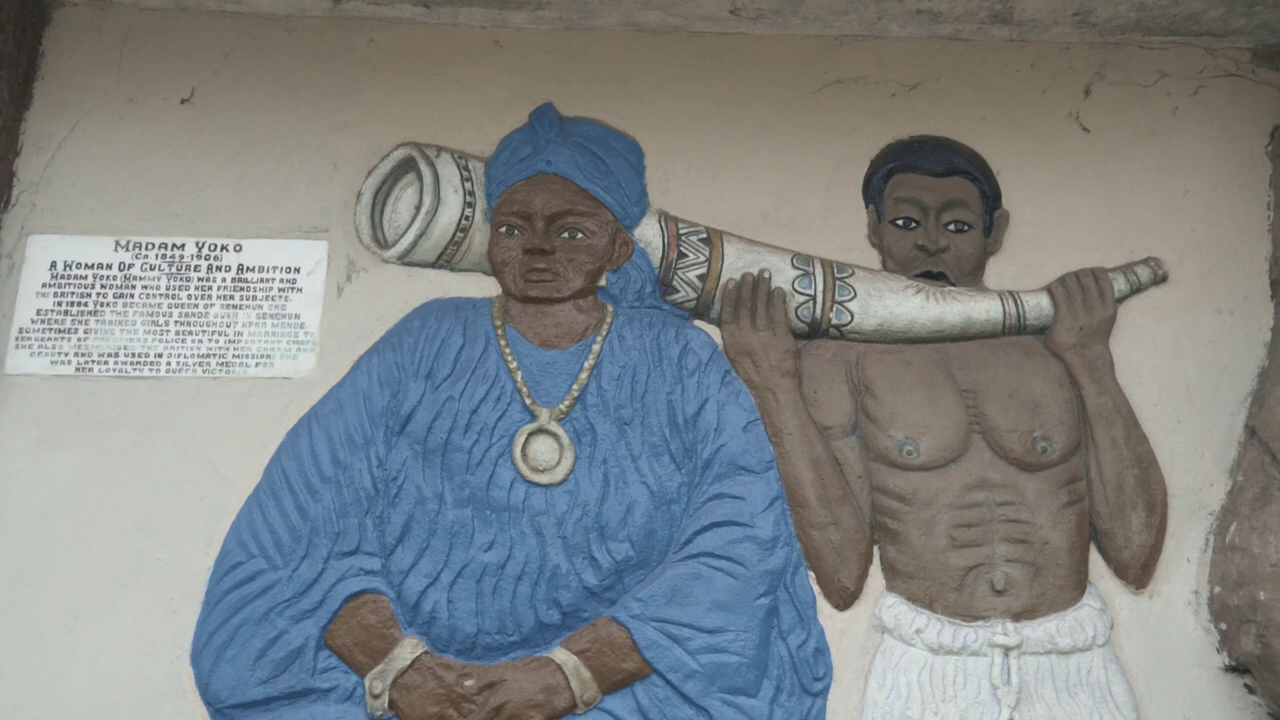 MADAM YOKO
(CA. 1849-1906)
A WOMAN OF CULTURE AND AMBITION
MADAM YOKO (MAMMY YOKO) WAS A BRILLIANT AND
AMBITIOUS WOMAN WHO USED HER FRIENDSHIP WITH
THE BRITISH TO GAIN CONTROL OVER HER SUBJECTS.
IN 1884 YOKO BECAME QUEEN OF SENEHUN SHE
ESTABLISHED THE FAMOUS SANDE BUSH IN SENEHUN
WHERE SHE TRAINED GIRLS THROUGHOUT KPAR MENDE.
SOMETIMES GIVING THE MOST BEAUTIFUL IN MARRIAGE TO
SERGEANTS OF FRONTIERS POLICE OR TO IMPORTANT CHIEFS
SHE ALSO MESMERISED THE BRITISH WITH HER CHARM AND
BEAUTY AND WAS USED IN DIPLOMATIC MISSIONS SHE
WAS LATER AWARDED A SILVER MEDAL FOR
HER LOYALTY TO QUEEN VICTORIA.